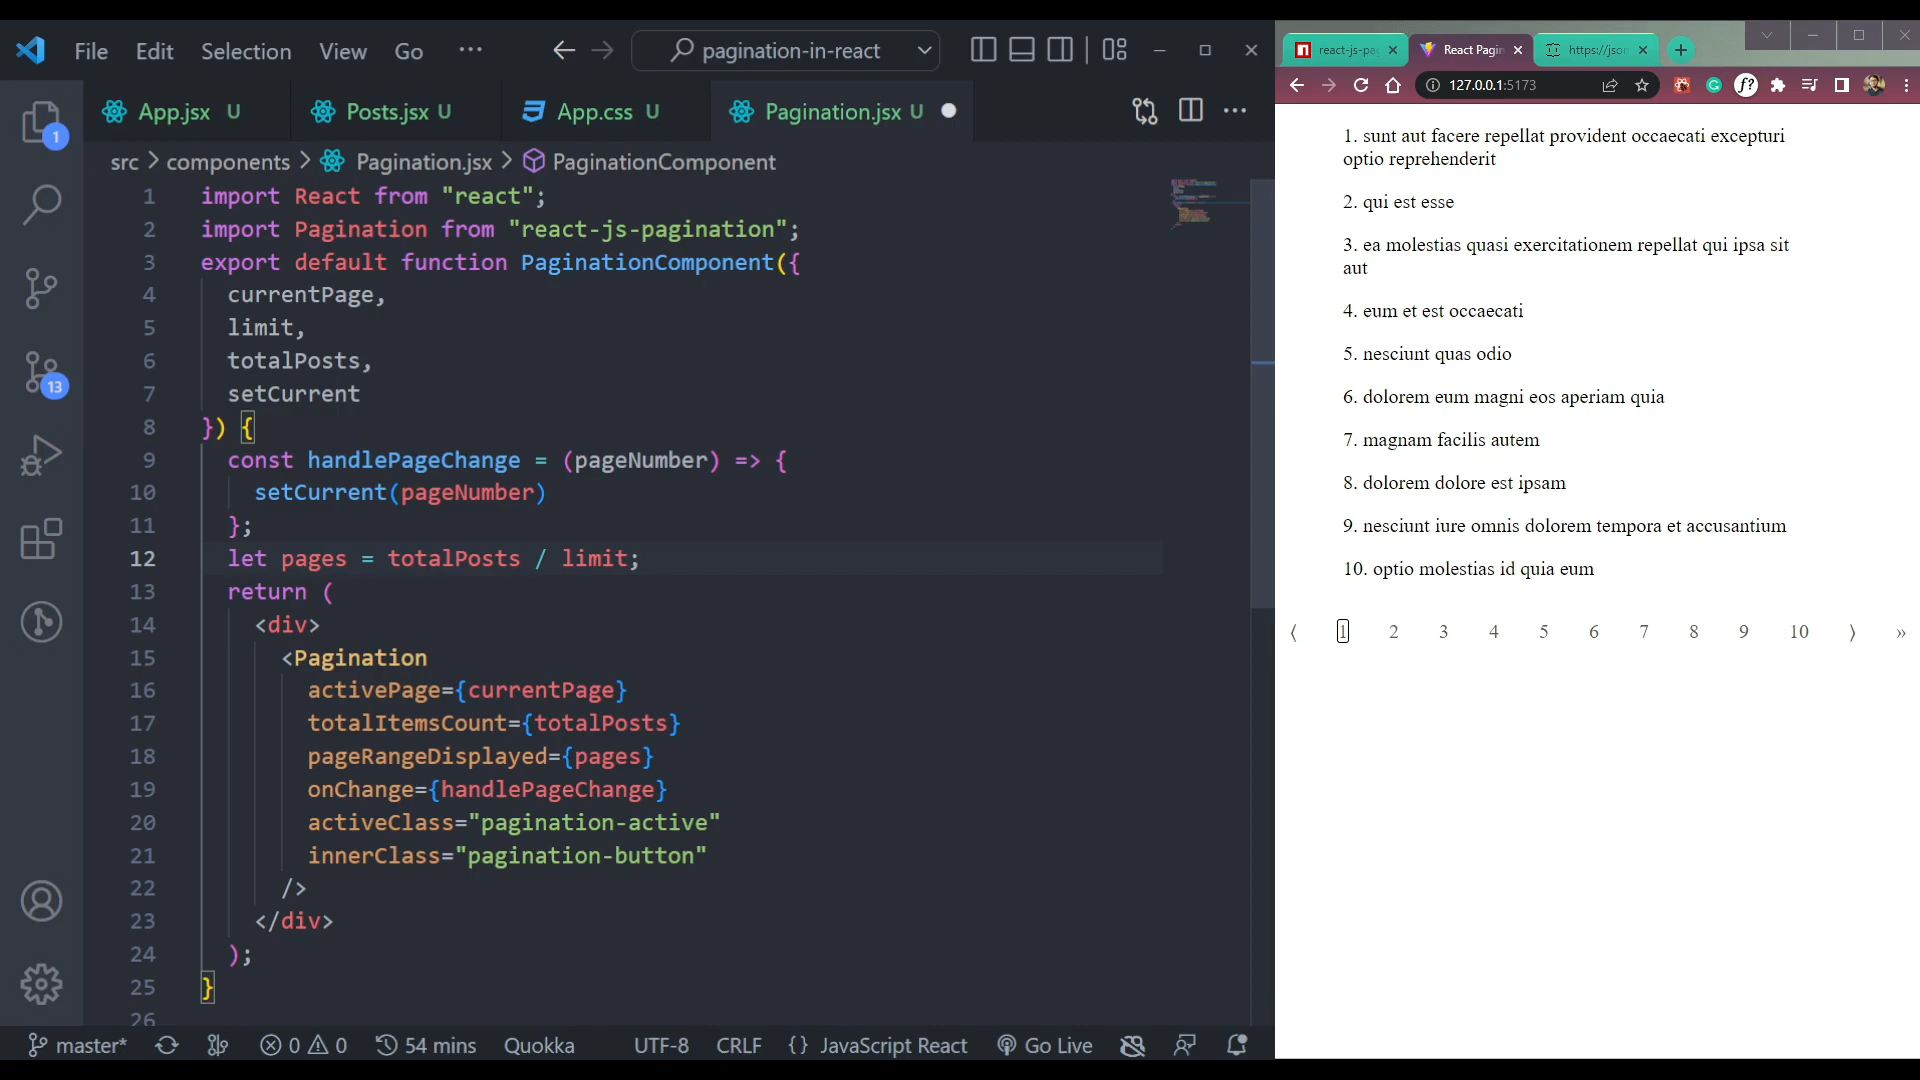 File Edit Selection View Go ··· pagination-in-react
App.jsx U Posts.jsx U App.css U Pagination.jsx U
src > components > Pagination.jsx > PaginationComponent
1 import React from "react";
2 import Pagination from "react-js-pagination";
3 export default function PaginationComponent({
4 currentPage,
5 limit,
6 totalPosts,
7 setCurrent
8 }) {
9 const handlePageChange = (pageNumber) => {
10 setCurrent(pageNumber)
11 };
12 let pages = totalPosts / limit;
13 return (
14 <div>
15 <Pagination
16 activePage={currentPage}
17 totalItemsCount={totalPosts}
18 pageRangeDisplayed={pages}
19 onChange={handlePageChange}
20 activeClass="pagination-active"
21 innerClass="pagination-button"
22 />
23 </div>
24 );
25 }
26
1
13
master* 0 0 54 mins Quokka UTF-8 CRLF {} JavaScript React Go Live
react-js-pag React Pagin https://json
127.0.0.1:5173
1. sunt aut facere repellat provident occaecati excepturi
optio reprehenderit
2. qui est esse
3. ea molestias quasi exercitationem repellat qui ipsa sit
aut
4. eum et est occaecati
5. nesciunt quas odio
6. dolorem eum magni eos aperiam quia
7. magnam facilis autem
8. dolorem dolore est ipsam
9. nesciunt iure omnis dolorem tempora et accusantium
10. optio molestias id quia eum
⟨ 1 2 3 4 5 6 7 8 9 10 ⟩ »